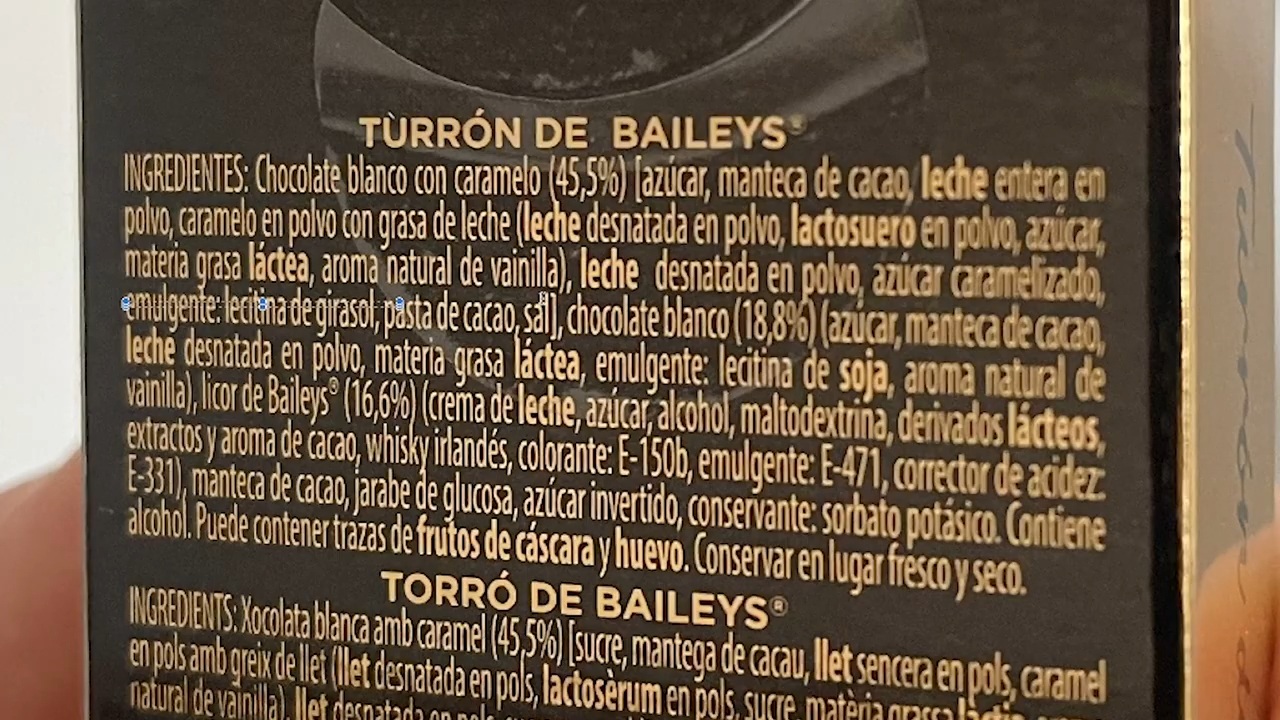 TURRÓN DE BAILEYS®
INGREDIENTES: Chocolate blanco con caramelo (45,5%) [azúcar, manteca de cacao, leche entera en
polvo, caramelo en polvo con grasa de leche (leche desnatada en polvo, lactosuero en polvo, azúcar,
materia grasa láctea, aroma natural de vainilla), leche desnatada en polvo, azúcar caramelizado,
emulgente: lecitina de girasol, pasta de cacao, sal], chocolate blanco (18,8%) (azúcar, manteca de cacao,
leche desnatada en polvo, materia grasa láctea, emulgente: lecitina de soja, aroma natural de
vainilla), licor de Baileys® (16,6%) (crema de leche, azúcar, alcohol, maltodextrina, derivados lácteos,
extractos y aroma de cacao, whisky irlandés, colorante: E-150b, emulgente: E-471, corrector de acidez:
E-331), manteca de cacao, jarabe de glucosa, azúcar invertido, conservante: sorbato potásico. Contiene
alcohol. Puede contener trazas de frutos de cáscara y huevo. Conservar en lugar fresco y seco.
TORRÓ DE BAILEYS®
INGREDIENTS: Xocolata blanca amb caramel (45,5%) [sucre, mantega de cacau, llet sencera en pols, caramel
en pols amb greix de llet (llet desnatada en pols, lactosèrum en pols, sucre, matèria grassa làctia, aroma
natural de vainilla), llet desnatada en pols,